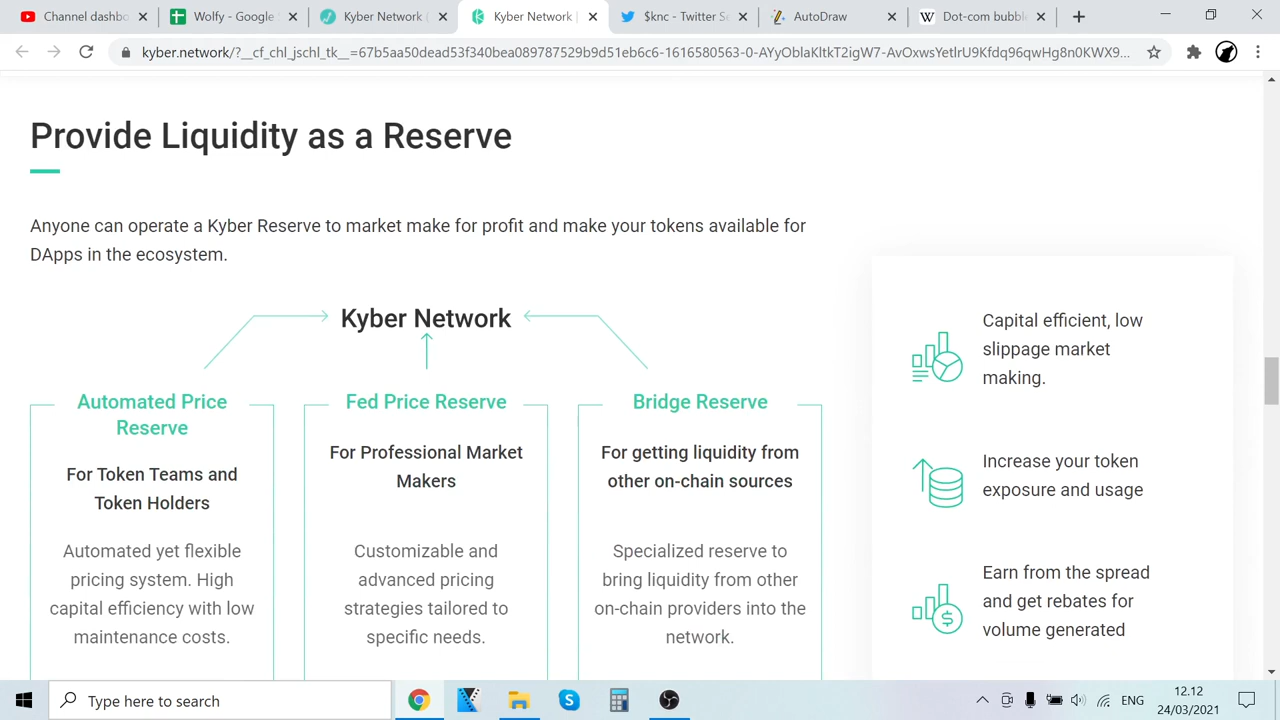 Channel dashbo
Wolfy - Google
Kyber Network (
Kyber Network |
$knc - Twitter Se
AutoDraw
Dot-com bubbl
kyber.network/?__cf_chl_jschl_tk__=67b5aa50dead53f340bea089787529b9d51eb6c6-1616580563-0-AYyOblaKltkT2igW7-AvOxwsYetlrU9Kfdq96qwHg8n0KWX9...
Provide Liquidity as a Reserve
Anyone can operate a Kyber Reserve to market make for profit and make your tokens available for
DApps in the ecosystem.
Kyber Network
Automated Price
Reserve
For Token Teams and
Token Holders
Automated yet flexible
pricing system. High
capital efficiency with low
maintenance costs.
Fed Price Reserve
For Professional Market
Makers
Customizable and
advanced pricing
strategies tailored to
specific needs.
Bridge Reserve
For getting liquidity from
other on-chain sources
Specialized reserve to
bring liquidity from other
on-chain providers into the
network.
Capital efficient, low
slippage market
making.
Increase your token
exposure and usage
Earn from the spread
and get rebates for
volume generated
Type here to search
ENG
12.12
24/03/2021